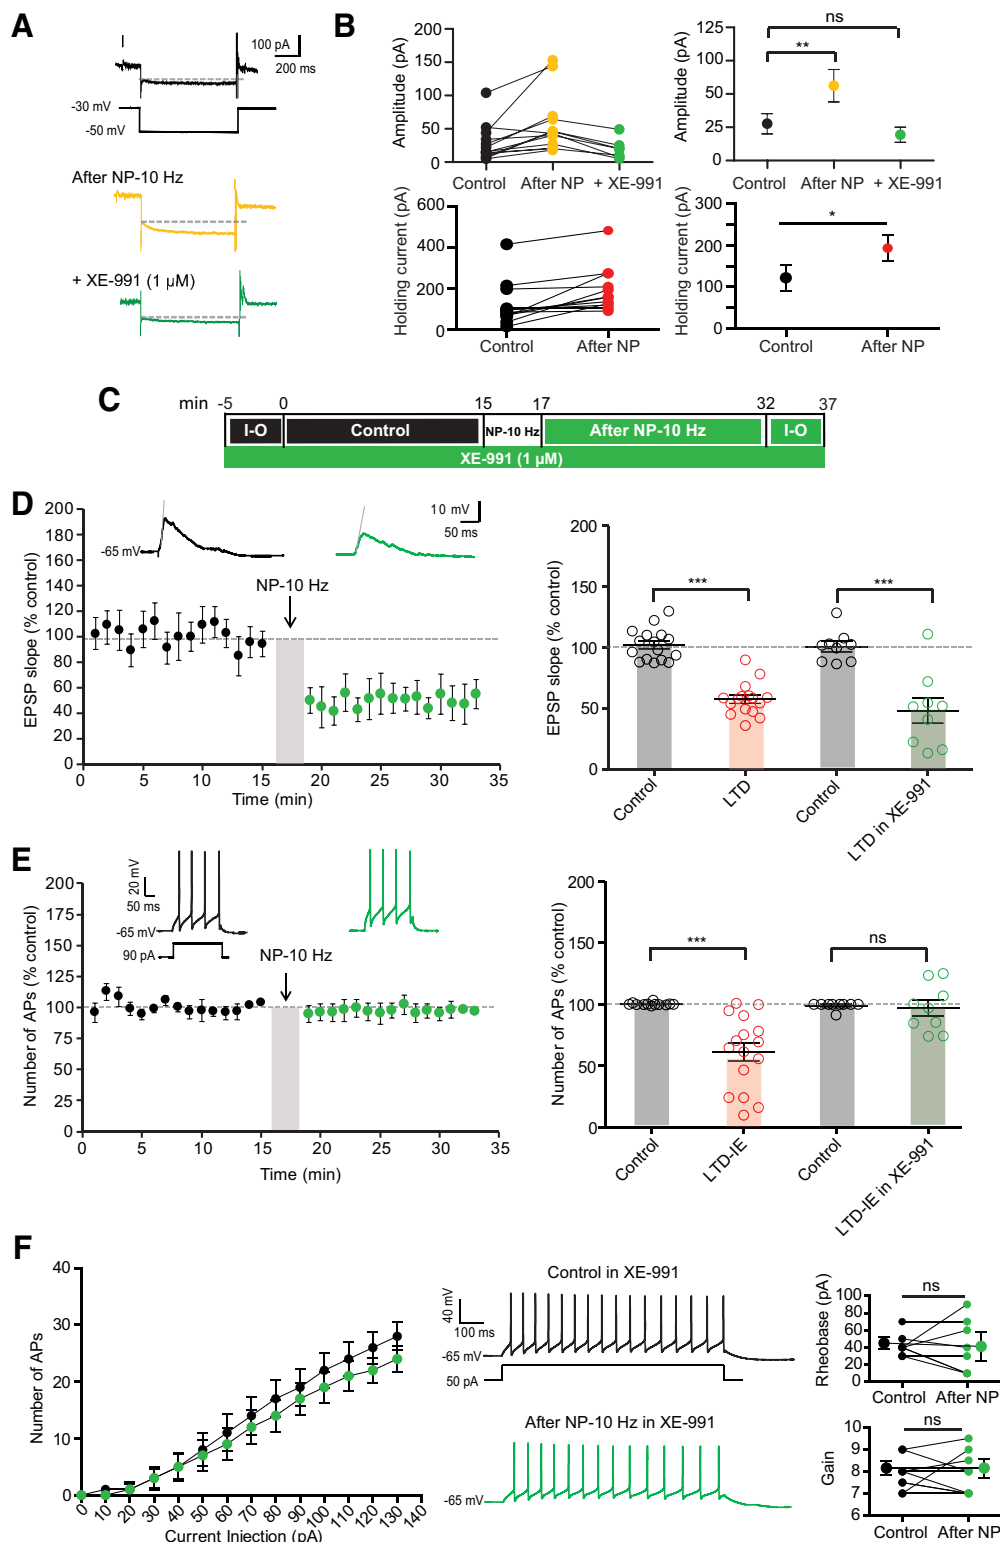 A
100 pA
200 ms
-30 mV
-50 mV
After NP-10 Hz
+ XE-991 (1 µM)
B
Amplitude (pA)
200
150
100
50
0
Control
After NP
+ XE-991
Amplitude (pA)
125
100
75
50
25
0
ns
**
Control
After NP
+ XE-991
Holding current (pA)
600
400
200
0
Control
After NP
Holding current (pA)
300
200
100
0
*
Control
After NP
C
min
-5
0
15
17
32
37
I-O
Control
NP-10 Hz
After NP-10 Hz
I-O
XE-991 (1 µM)
D
EPSP slope (% control)
200
180
160
140
120
100
80
60
40
20
0
-65 mV
10 mV
50 ms
NP-10 Hz
0
5
10
15
20
25
30
35
Time (min)
EPSP slope (% control)
200
150
100
50
0
***
***
Control
LTD
Control
LTD in XE-991
E
Number of APs (% control)
200
175
150
125
100
75
50
25
0
20 mV
50 ms
-65 mV
90 pA
NP-10 Hz
0
5
10
15
20
25
30
35
Time (min)
Number of APs (% control)
200
150
100
50
0
***
ns
Control
LTD-IE
Control
LTD-IE in XE-991
F
Number of APs
40
30
20
10
0
0
10
20
30
40
50
60
70
80
90
100
110
120
130
140
Current Injection (pA)
Control in XE-991
40 mV
100 ms
-65 mV
50 pA
After NP-10 Hz in XE-991
-65 mV
Rheobase (pA)
100
80
60
40
20
0
ns
Control
After NP
Gain
10
9
8
7
6
ns
Control
After NP